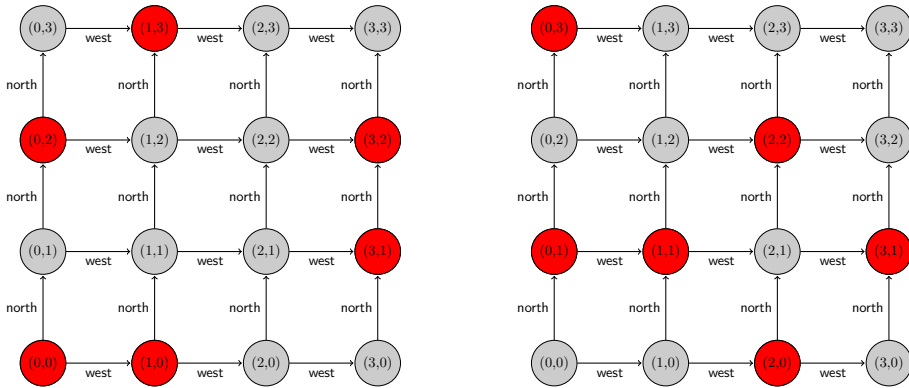 (0,3) (1,3) (2,3) (3,3)
west west west
north north north north
(0,2) (1,2) (2,2) (3,2)
west west west
north north north north
(0,1) (1,1) (2,1) (3,1)
west west west
north north north north
(0,0) (1,0) (2,0) (3,0)
west west west
(0,3) (1,3) (2,3) (3,3)
west west west
north north north north
(0,2) (1,2) (2,2) (3,2)
west west west
north north north north
(0,1) (1,1) (2,1) (3,1)
west west west
north north north north
(0,0) (1,0) (2,0) (3,0)
west west west